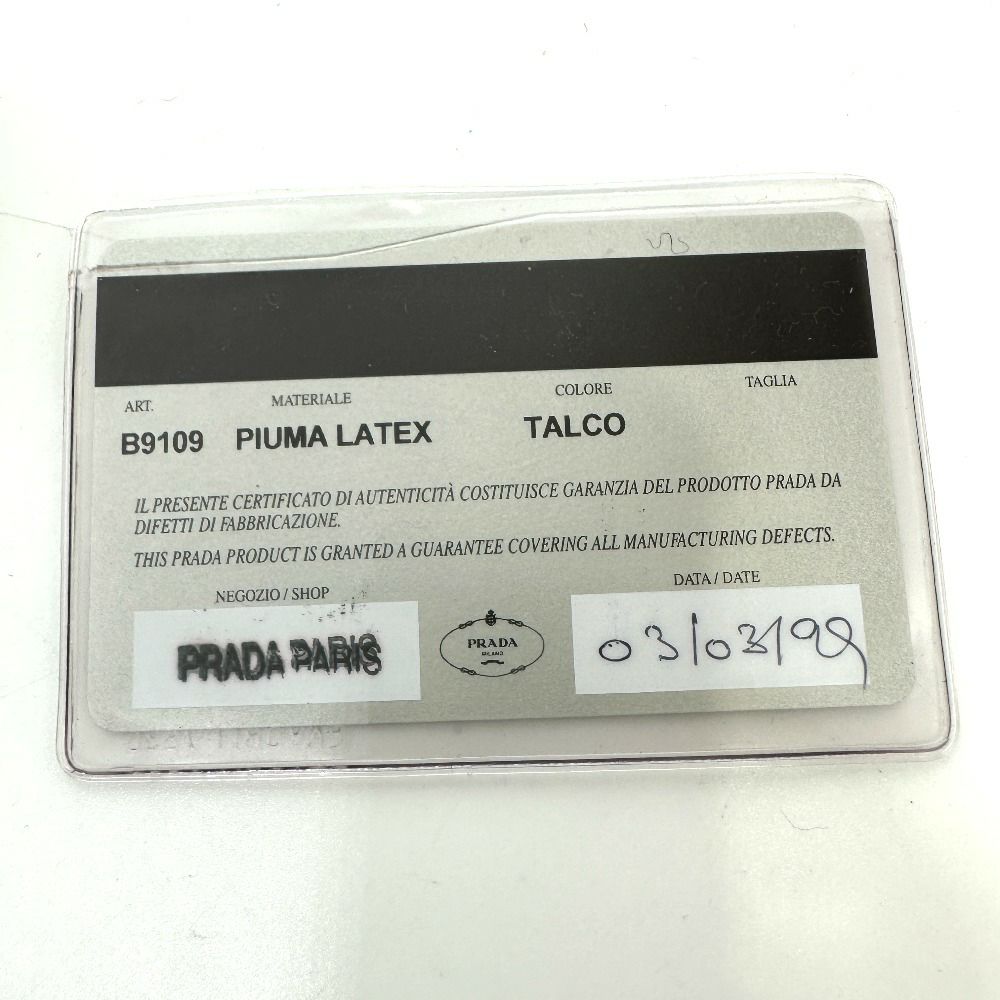 ART. MATERIALE COLORE TAGLIA
B9109 PIUMA LATEX TALCO
IL PRESENTE CERTIFICATO DI AUTENTICITÀ COSTITUISCE GARANZIA DEL PRODOTTO PRADA DA
DIFETTI DI FABBRICAZIONE.
THIS PRADA PRODUCT IS GRANTED A GUARANTEE COVERING ALL MANUFACTURING DEFECTS.
NEGOZIO / SHOP
DATA / DATE
PRADA PARIS
PRADA
MILANO
03/03/99